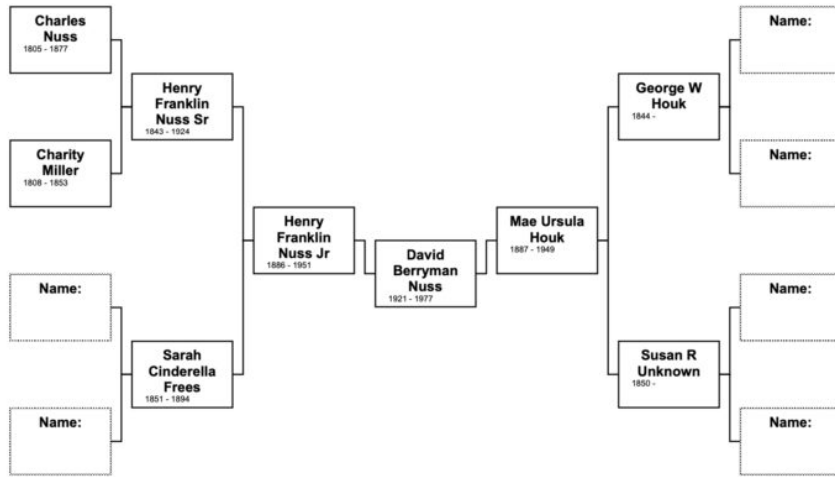 Charles
Nuss
1805 - 1877
Charity
Miller
1808 - 1853
Name:
Name:
Henry
Franklin
Nuss Sr
1843 - 1924
Sarah
Cinderella
Frees
1851 - 1894
Henry
Franklin
Nuss Jr
1886 - 1951
David
Berryman
Nuss
1921 - 1977
Mae Ursula
Houk
1887 - 1949
George W
Houk
1844 -
Susan R
Unknown
1850 -
Name:
Name:
Name:
Name: